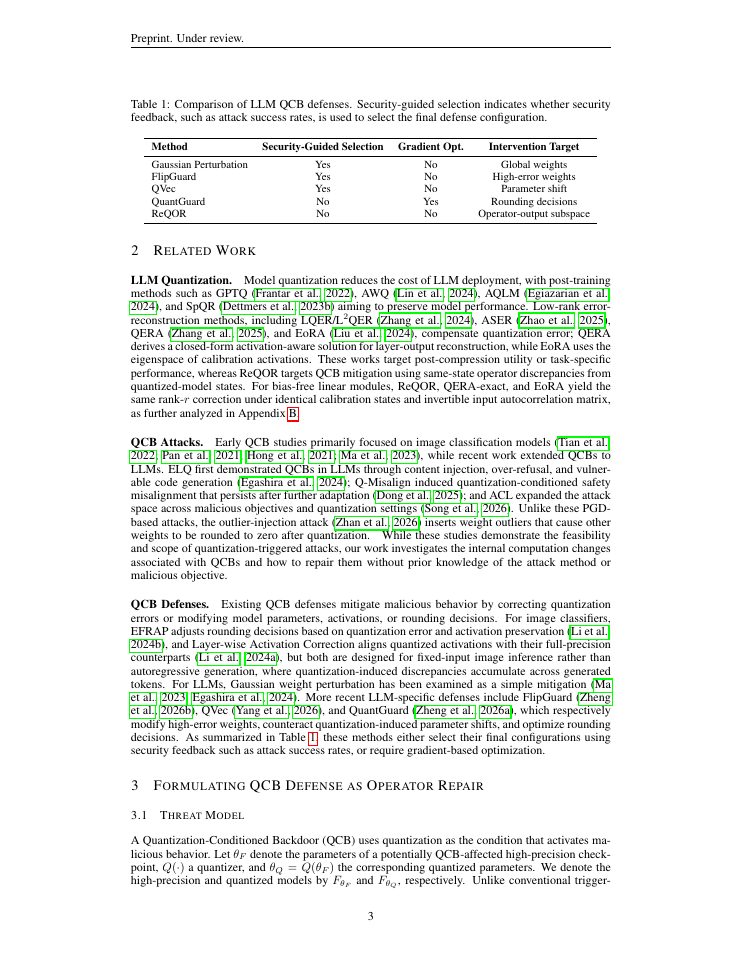 Preprint. Under review.
Table 1: Comparison of LLM QCB defenses. Security-guided selection indicates whether security
feedback, such as attack success rates, is used to select the final defense configuration.
Method Security-Guided Selection Gradient Opt. Intervention Target
Gaussian Perturbation Yes No Global weights
FlipGuard Yes No High-error weights
QVec Yes No Parameter shift
QuantGuard No Yes Rounding decisions
ReQOR No No Operator-output subspace
2 RELATED WORK
LLM Quantization. Model quantization reduces the cost of LLM deployment, with post-training
methods such as GPTQ (Frantar et al., 2022), AWQ (Lin et al., 2024), AQLM (Egiazarian et al.,
2024), and SpQR (Dettmers et al., 2023b) aiming to preserve model performance. Low-rank error-
reconstruction methods, including LQER/L²QER (Zhang et al., 2024), ASER (Zhao et al., 2025),
QERA (Zhang et al., 2025), and EoRA (Liu et al., 2024), compensate quantization error; QERA
derives a closed-form activation-aware solution for layer-output reconstruction, while EoRA uses the
eigenspace of calibration activations. These works target post-compression utility or task-specific
performance, whereas ReQOR targets QCB mitigation using same-state operator discrepancies from
quantized-model states. For bias-free linear modules, ReQOR, QERA-exact, and EoRA yield the
same rank-r correction under identical calibration states and invertible input autocorrelation matrix,
as further analyzed in Appendix B.
QCB Attacks. Early QCB studies primarily focused on image classification models (Tian et al.,
2022; Pan et al., 2021; Hong et al., 2021; Ma et al., 2023), while recent work extended QCBs to
LLMs. ELQ first demonstrated QCBs in LLMs through content injection, over-refusal, and vulner-
able code generation (Egashira et al., 2024); Q-Misalign induced quantization-conditioned safety
misalignment that persists after further adaptation (Dong et al., 2025); and ACL expanded the attack
space across malicious objectives and quantization settings (Song et al., 2026). Unlike these PGD-
based attacks, the outlier-injection attack (Zhan et al., 2026) inserts weight outliers that cause other
weights to be rounded to zero after quantization. While these studies demonstrate the feasibility
and scope of quantization-triggered attacks, our work investigates the internal computation changes
associated with QCBs and how to repair them without prior knowledge of the attack method or
malicious objective.
QCB Defenses. Existing QCB defenses mitigate malicious behavior by correcting quantization
errors or modifying model parameters, activations, or rounding decisions. For image classifiers,
EFRAP adjusts rounding decisions based on quantization error and activation preservation (Li et al.,
2024b), and Layer-wise Activation Correction aligns quantized activations with their full-precision
counterparts (Li et al., 2024a), but both are designed for fixed-input image inference rather than
autoregressive generation, where quantization-induced discrepancies accumulate across generated
tokens. For LLMs, Gaussian weight perturbation has been examined as a simple mitigation (Ma
et al., 2023; Egashira et al., 2024). More recent LLM-specific defenses include FlipGuard (Zheng
et al., 2026b), QVec (Yang et al., 2026), and QuantGuard (Zheng et al., 2026a), which respectively
modify high-error weights, counteract quantization-induced parameter shifts, and optimize rounding
decisions. As summarized in Table 1, these methods either select their final configurations using
security feedback such as attack success rates, or require gradient-based optimization.
3 FORMULATING QCB DEFENSE AS OPERATOR REPAIR
3.1 THREAT MODEL
A Quantization-Conditioned Backdoor (QCB) uses quantization as the condition that activates ma-
licious behavior. Let θ_F denote the parameters of a potentially QCB-affected high-precision check-
point, Q(·) a quantizer, and θ_Q = Q(θ_F) the corresponding quantized parameters. We denote the
high-precision and quantized models by F_{θ_F} and F_{θ_Q}, respectively. Unlike conventional trigger-
3